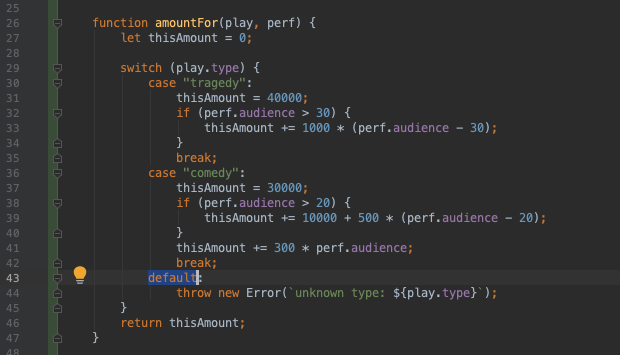 25
26 function amountFor(play, perf) {
27 let thisAmount = 0;
28
29 switch (play.type) {
30 case "tragedy":
31 thisAmount = 40000;
32 if (perf.audience > 30) {
33 thisAmount += 1000 * (perf.audience - 30);
34 }
35 break;
36 case "comedy":
37 thisAmount = 30000;
38 if (perf.audience > 20) {
39 thisAmount += 10000 + 500 * (perf.audience - 20);
40 }
41 thisAmount += 300 * perf.audience;
42 break;
43 default:
44 throw new Error(`unknown type: ${play.type}`);
45 }
46 return thisAmount;
47 }
48